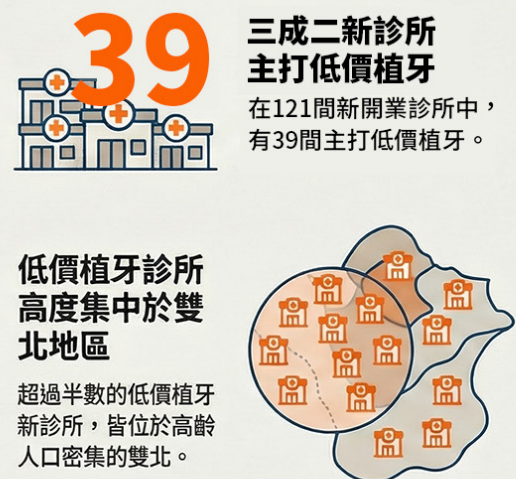 39
三成二新診所
主打低價植牙
在121間新開業診所中，
有39間主打低價植牙。
低價植牙診所
高度集中於雙
北地區
超過半數的低價植牙
新診所，皆位於高齡
人口密集的雙北。